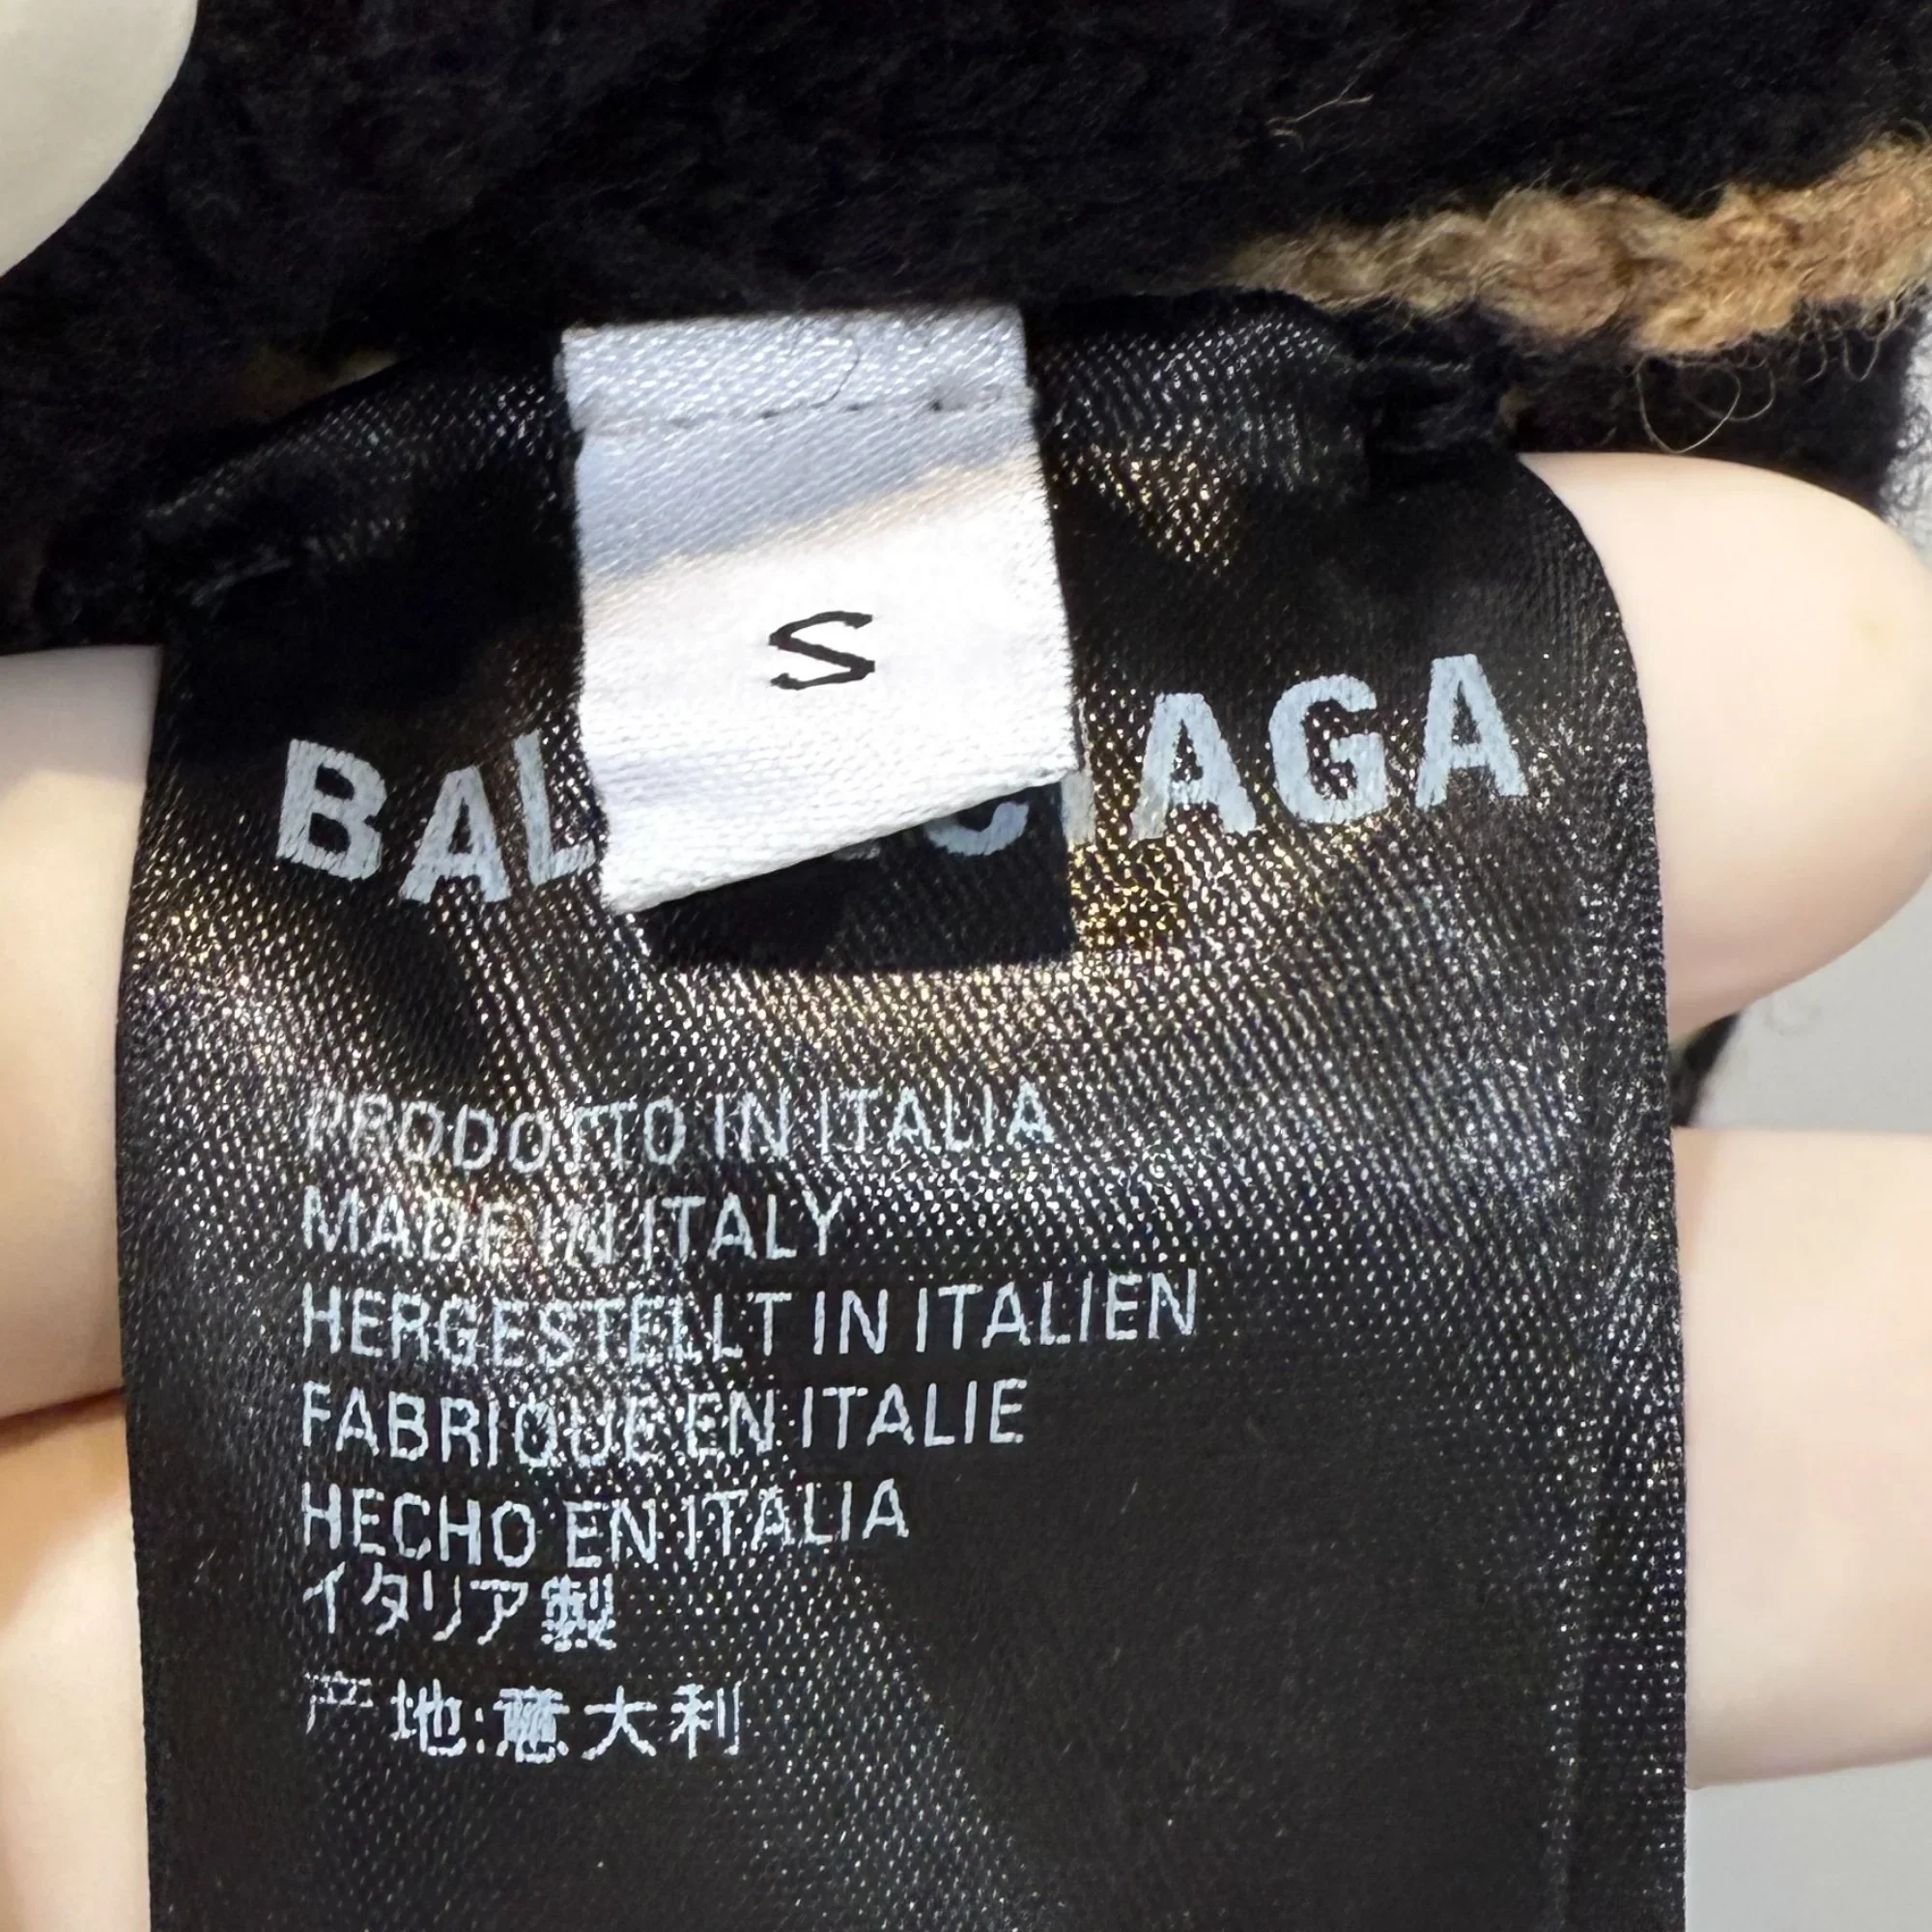 S
BALENCIAGA
PRODOTTO IN ITALIA
MADE IN ITALY
HERGESTELLT IN ITALIEN
FABRIQUE EN ITALIE
HECHO EN ITALIA
イタリア製
产地:意大利